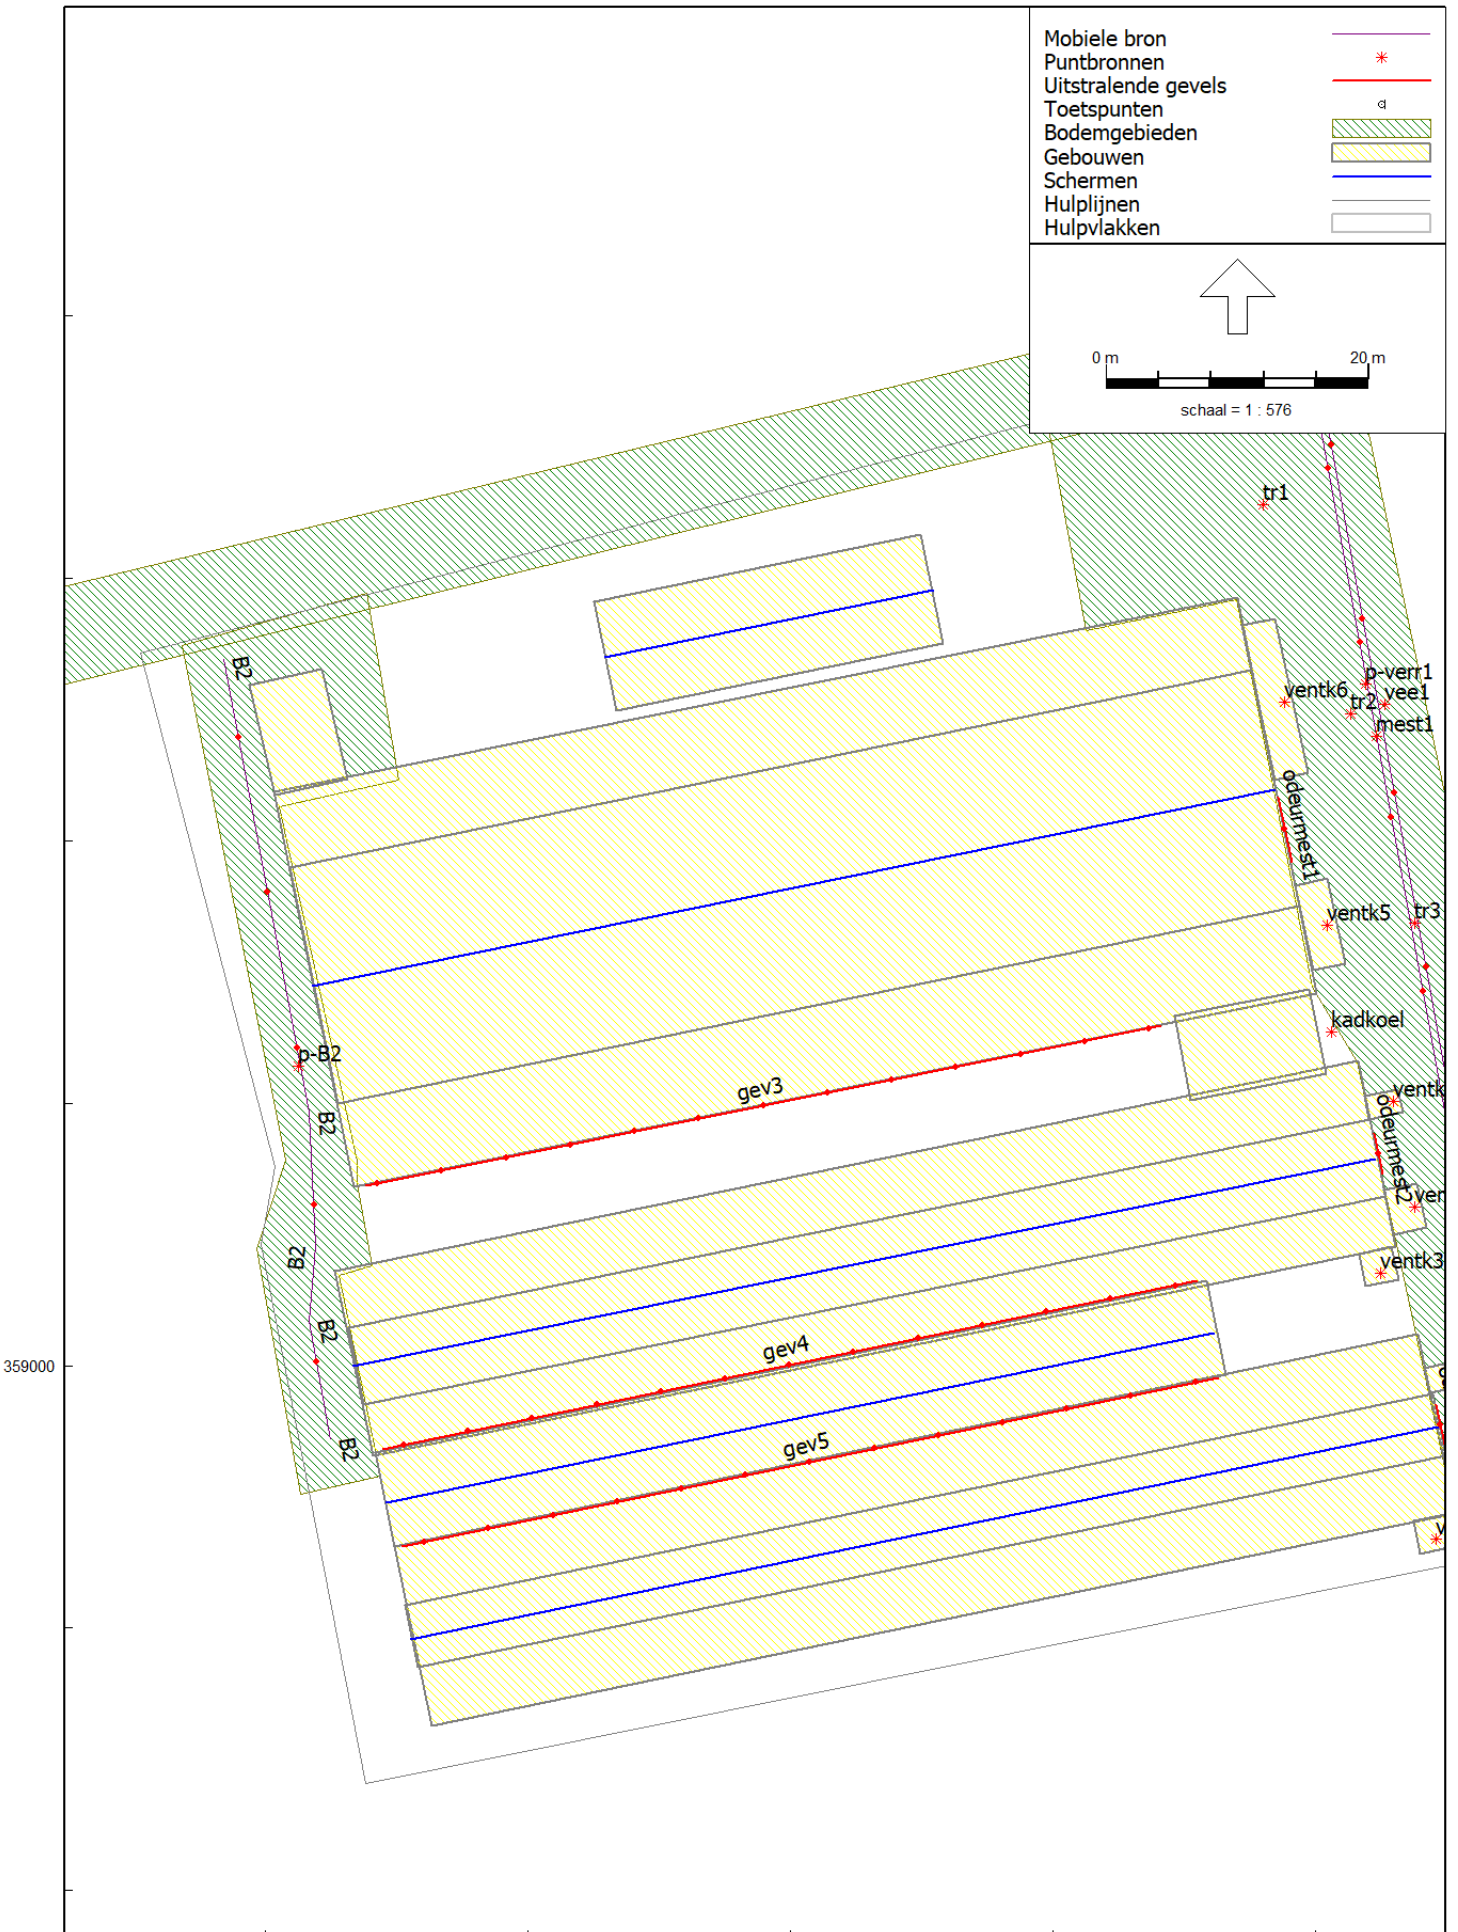 Mobiele bron
Puntbronnen
Uitstralende gevels
Toetspunten
Bodemgebieden
Gebouwen
Schermen
Hulplijnen
Hulpvlakken
0 m 20 m
schaal = 1 : 576
tr1
B2
p-verr1
ventk6
vee1
tr2
mest1
odeurmest1
ventk5
tr3
kadkoel
p-B2
gev3
ventk
B2
odeurmest2
ven
B2
ventk3
B2
gev4
359000
B2
gev5
v